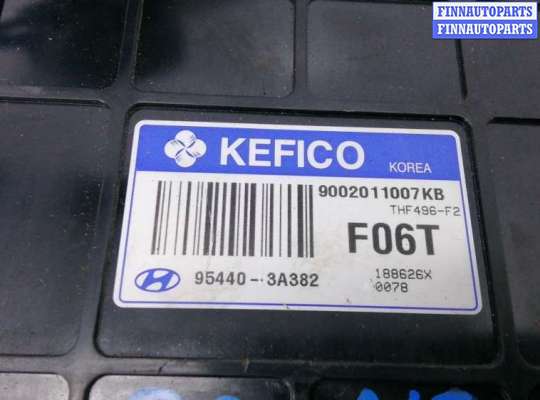 FINNAUTOPARTS
FINNAUTOPARTS
KEFICO
KOREA
9002011007KB
THF496-F2
F06T
95440-3A382
188626X
0078